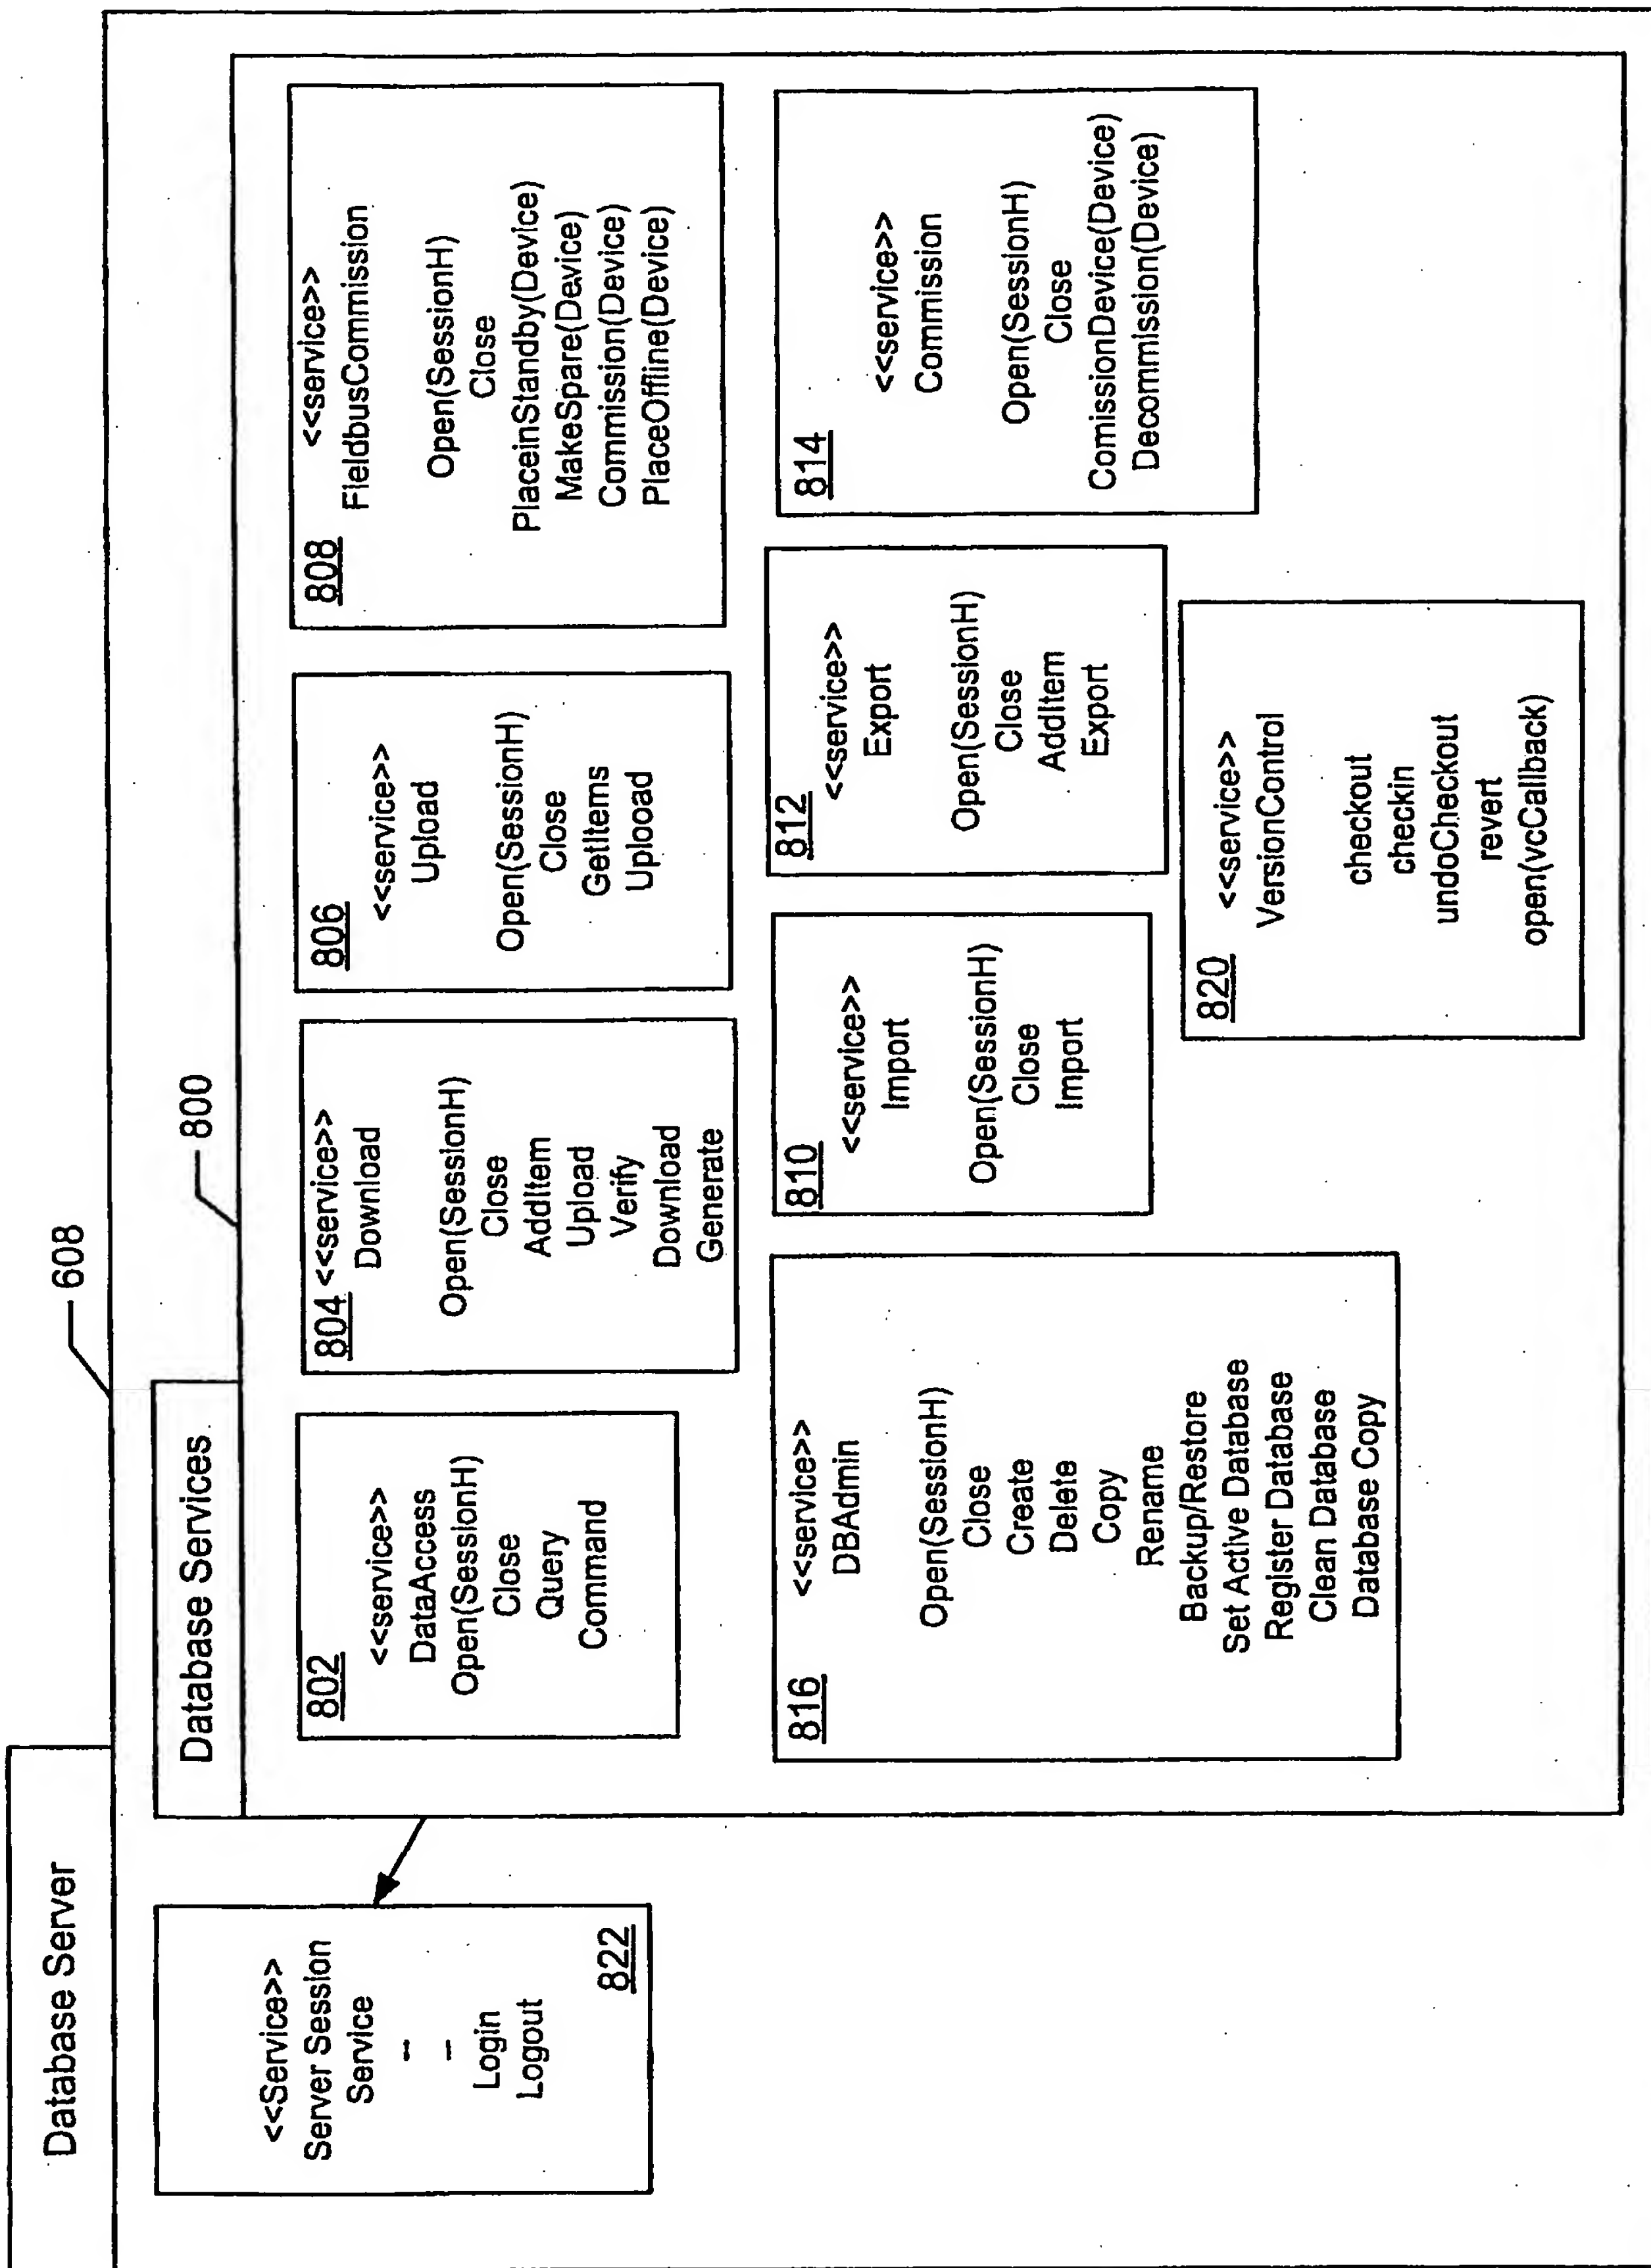 Database Server
608
Database Services
800
<<Service>>
Server Session
Service
--
--
Login
Logout
822
802
<<service>>
DataAccess
Open(SessionH)
Close
Query
Command
804 <<service>>
Download
Open(SessionH)
Close
AddItem
Upload
Verify
Download
Generate
806
<<service>>
Upload
Open(SessionH)
Close
GetItems
Uplooad
808
<<service>>
FieldbusCommission
Open(SessionH)
Close
PlaceinStandby(Device)
MakeSpare(Device)
Commission(Device)
PlaceOffline(Device)
816
<<service>>
DBAdmin
Open(SessionH)
Close
Create
Delete
Copy
Rename
Backup/Restore
Set Active Database
Register Database
Clean Database
Database Copy
810
<<service>>
Import
Open(SessionH)
Close
Import
812
<<service>>
Export
Open(SessionH)
Close
AddItem
Export
814
<<service>>
Commission
Open(SessionH)
Close
ComissionDevice(Device)
Decommission(Device)
820
<<service>>
VersionControl
checkout
checkin
undoCheckout
revert
open(vcCallback)